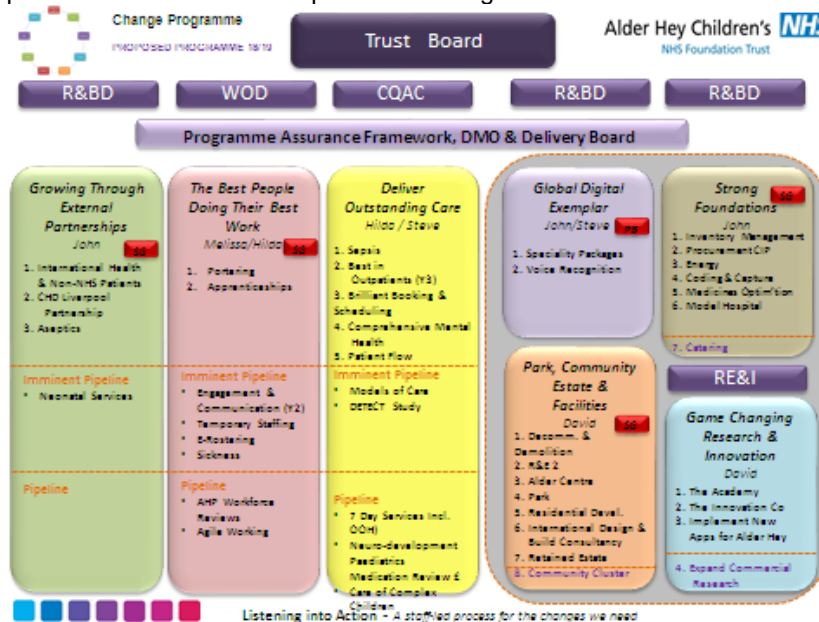 Change Programme
PROPOSED PROGRAMME 18/19
Trust Board
Alder Hey Children's NHS
NHS Foundation Trust
R&BD
WOD
CQAC
R&BD
R&BD
Programme Assurance Framework, DMO & Delivery Board
Growing Through
External
Partnerships
John
SG
1. International Health
& Non-NHS Patients
2. CHD Liverpool
Partnership
3. Aseptics
Imminent Pipeline
* Neonatal Services
Pipeline
The Best People
Doing Their Best
Work
Melissa/Hilda
SG
1. Portering
2. Apprenticeships
Imminent Pipeline
* Engagement &
Communication (Y2)
* Temporary Staffing
* E-Rostering
* Sickness
Pipeline
* AHP Workforce
Reviews
* Agile Working
Deliver
Outstanding Care
Hilda / Steve
1. Sepsis
2. Best in
Outpatients (Y3)
3. Brilliant Booking &
Scheduling
4. Comprehensive Mental
Health
5. Patient Flow
Imminent Pipeline
* Models of Care
* DETECT Study
Pipeline
* 7 Day Services Incl.
OOH)
* Neuro-development
Paediatrics
Medication Review £
* Care of Complex
Children
Global Digital
Exemplar
John/Steve
PB
1. Speciality Packages
2. Voice Recognition
Park, Community
Estate &
Facilities
David
SG
1. Decomm. &
Demolition
2. R&E 2
3. Alder Centre
4. Park
5. Residential Devel.
6. International Design &
Build Consultancy
7. Retained Estate
8. Community Cluster
Strong
Foundations
John
SG
1. Inventory Management
2. Procurement CIP
3. Energy
4. Coding & Capture
5. Medicines Optim'tion
6. Model Hospital
7. Catering
RE&I
Game Changing
Research &
Innovation
David
1. The Academy
2. The Innovation Co
3. Implement New
Apps for Alder Hey
4. Expand Commercial
Research
Listening into Action - A staff-led process for the changes we need